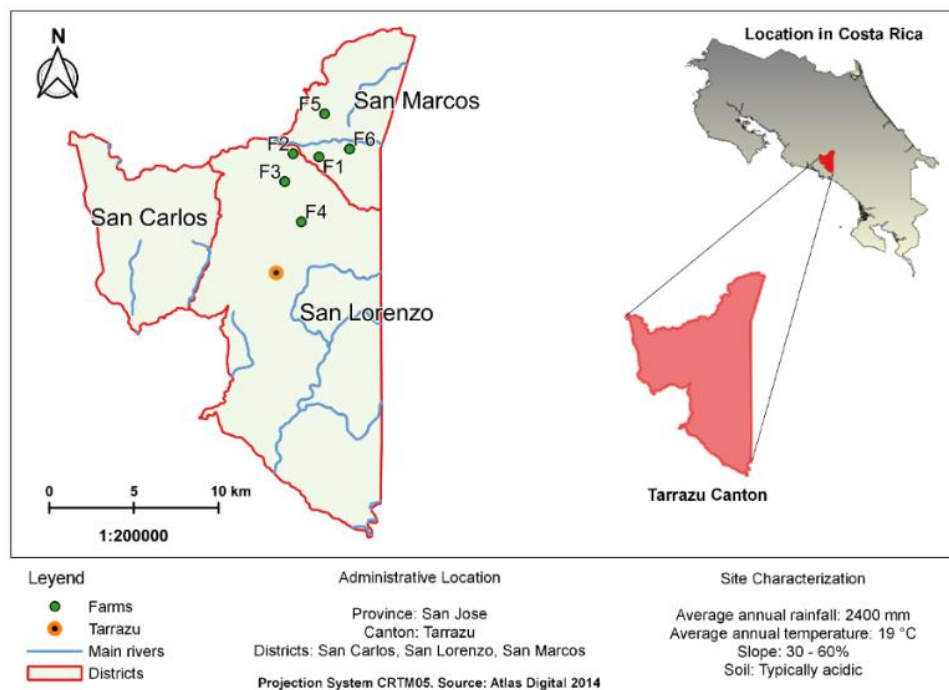 N
Location in Costa Rica
F5
San Marcos
F2
F6
F1
F3
San Carlos
F4
San Lorenzo
0 5 10 km
1:200000
Tarrazu Canton
Leyend
Farms
Tarrazu
Main rivers
Districts
Administrative Location
Province: San Jose
Canton: Tarrazu
Districts: San Carlos, San Lorenzo, San Marcos
Projection System CRTM05. Source: Atlas Digital 2014
Site Characterization
Average annual rainfall: 2400 mm
Average annual temperature: 19 °C
Slope: 30 - 60%
Soil: Typically acidic